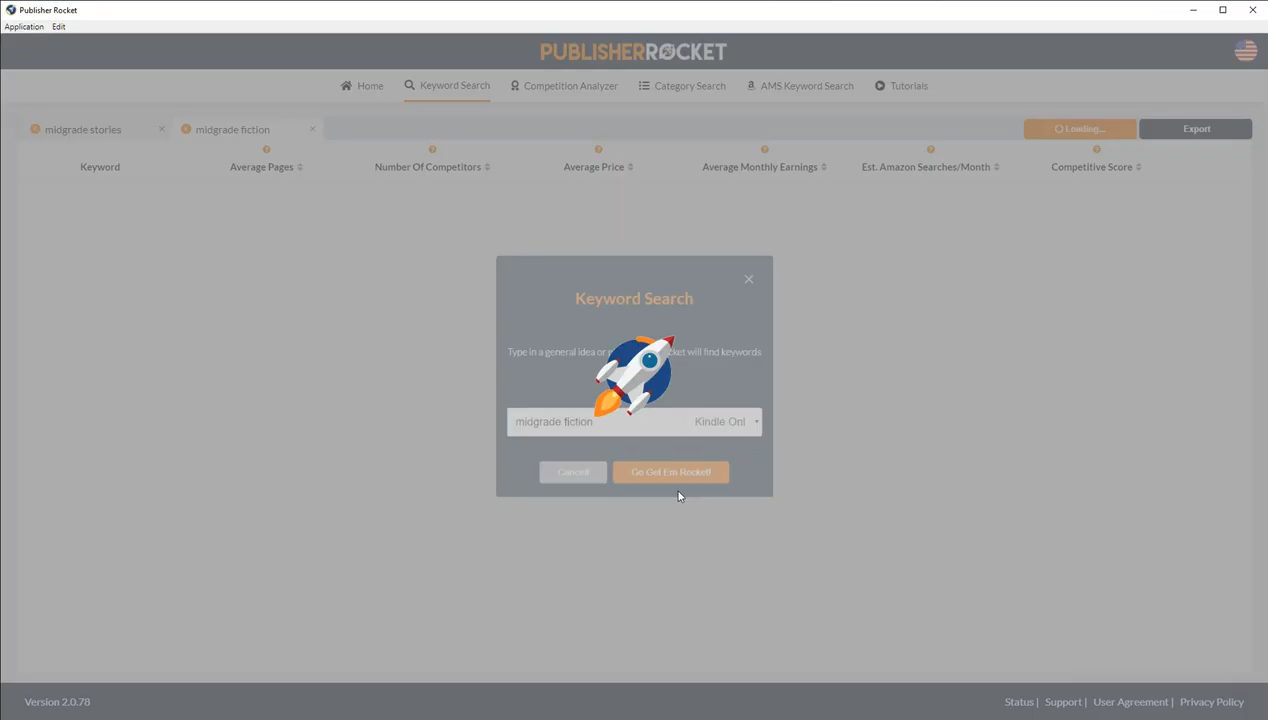 Publisher Rocket
Application Edit
PUBLISHERROCKET
Home Keyword Search Competition Analyzer Category Search AMS Keyword Search Tutorials
midgrade stories × midgrade fiction × Loading... Export
Keyword Average Pages Number Of Competitors Average Price Average Monthly Earnings Est. Amazon Searches/Month Competitive Score
Keyword Search
Type in a general idea or will find keywords
midgrade fiction Kindle Onl
Cancel Go Get Em Rocket!
Version 2.0.78 Status | Support | User Agreement | Privacy Policy